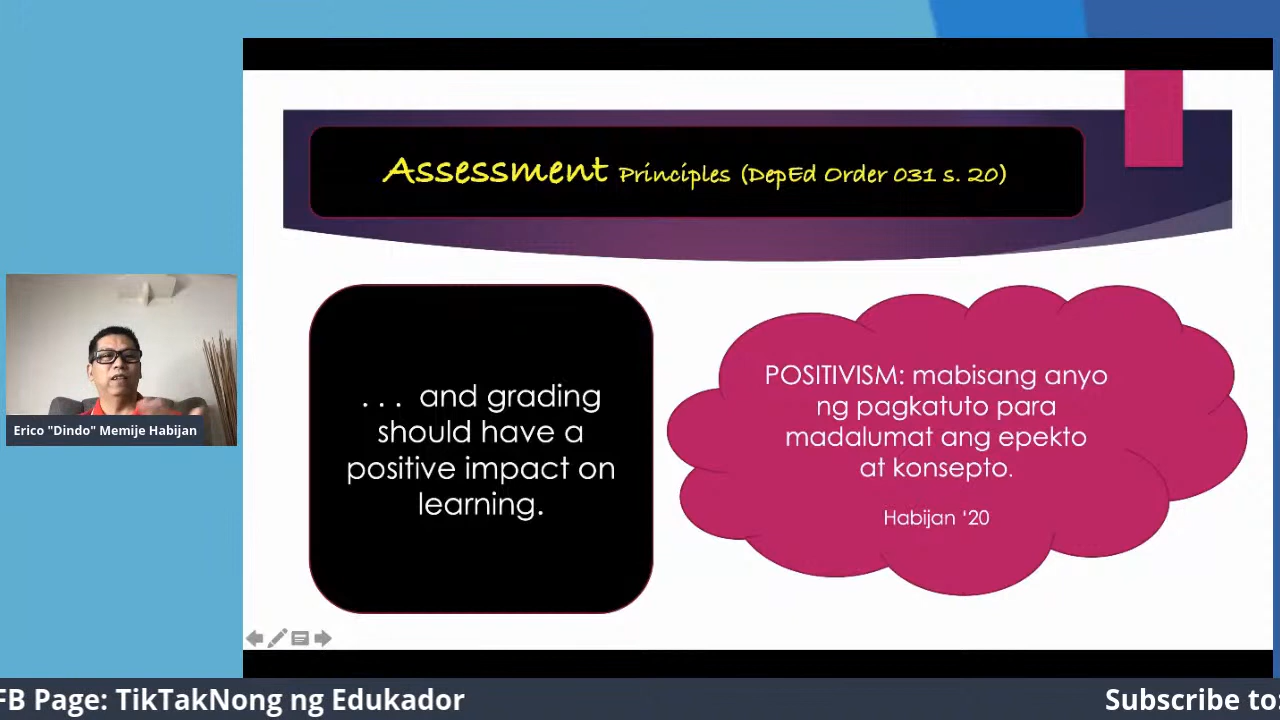 Assessment Principles (DepEd Order 031 s. 20)
. . . and grading
should have a
positive impact on
learning.
POSITIVISM: mabisang anyo
ng pagkatuto para
madalumat ang epekto
at konsepto.
Habijan ‘20
Erico "Dindo" Memije Habijan
FB Page: TikTakNong ng Edukador
Subscribe to: